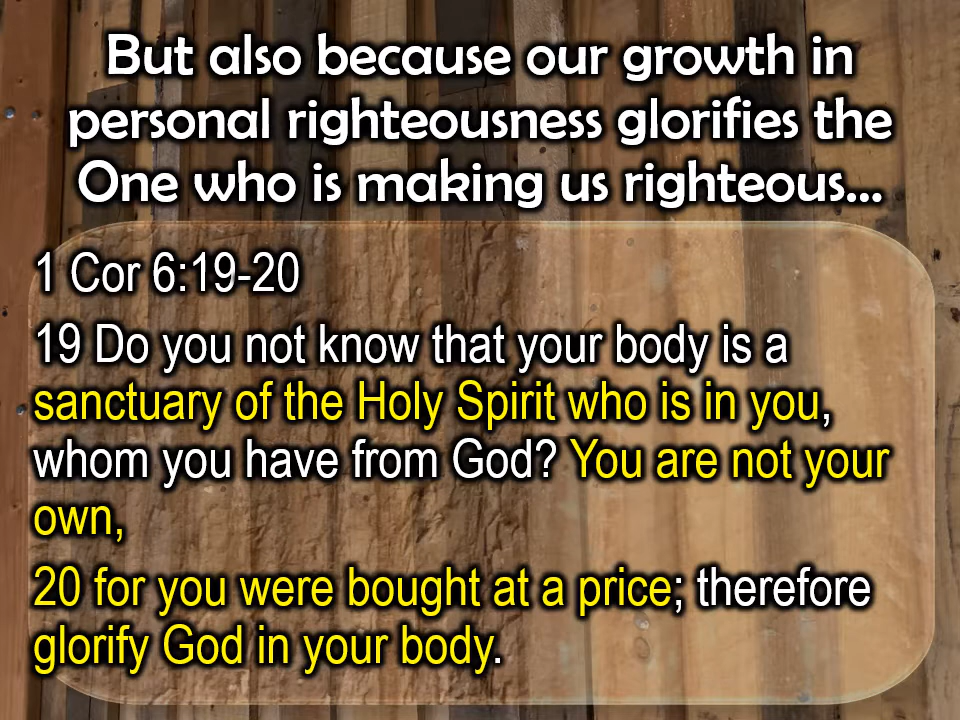 But also because our growth in
personal righteousness glorifies the
One who is making us righteous...
1 Cor 6:19-20
19 Do you not know that your body is a
sanctuary of the Holy Spirit who is in you,
whom you have from God? You are not your
own,
20 for you were bought at a price; therefore
glorify God in your body.